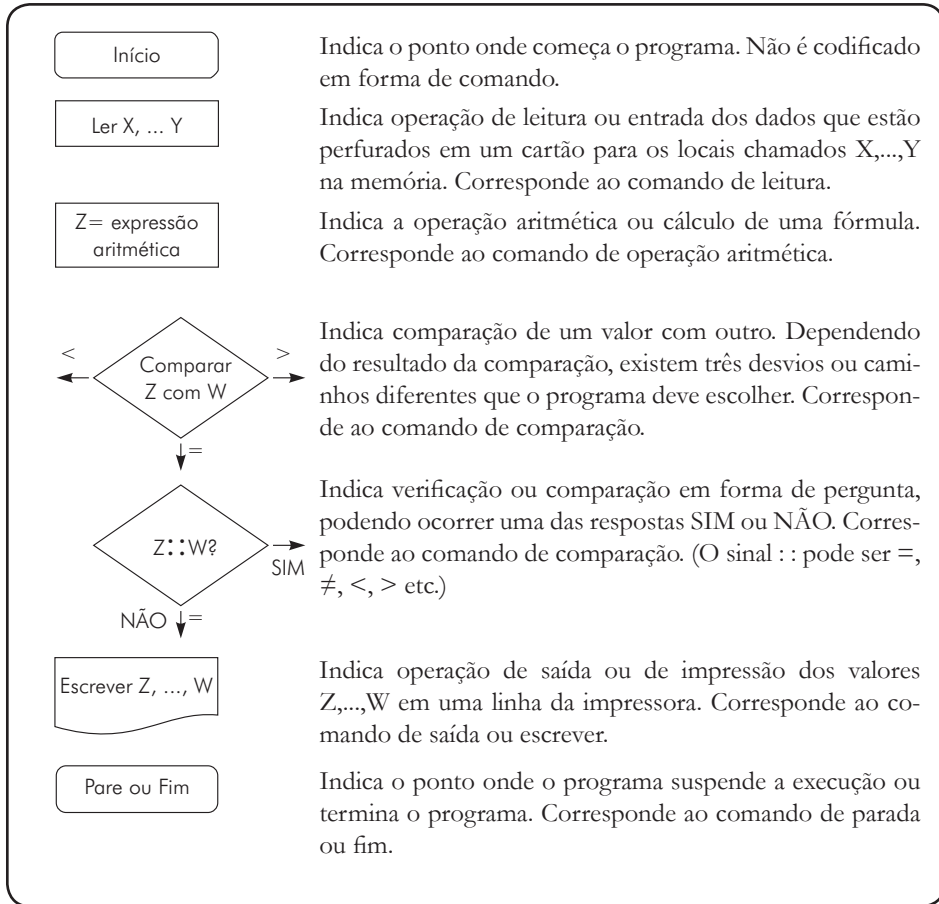 Início
Indica o ponto onde começa o programa. Não é codificado
em forma de comando.
Ler X, ... Y
Indica operação de leitura ou entrada dos dados que estão
perfurados em um cartão para os locais chamados X,...,Y
na memória. Corresponde ao comando de leitura.
Z= expressão
aritmética
Indica a operação aritmética ou cálculo de uma fórmula.
Corresponde ao comando de operação aritmética.
<
Comparar
Z com W
>
=
Indica comparação de um valor com outro. Dependendo
do resultado da comparação, existem três desvios ou cami-
nhos diferentes que o programa deve escolher. Correspon-
de ao comando de comparação.
Z::W?
SIM
NÃO
=
Indica verificação ou comparação em forma de pergunta,
podendo ocorrer uma das respostas SIM ou NÃO. Corres-
ponde ao comando de comparação. (O sinal : : pode ser =,
≠, <, > etc.)
Escrever Z, ..., W
Indica operação de saída ou de impressão dos valores
Z,...,W em uma linha da impressora. Corresponde ao co-
mando de saída ou escrever.
Pare ou Fim
Indica o ponto onde o programa suspende a execução ou
termina o programa. Corresponde ao comando de parada
ou fim.